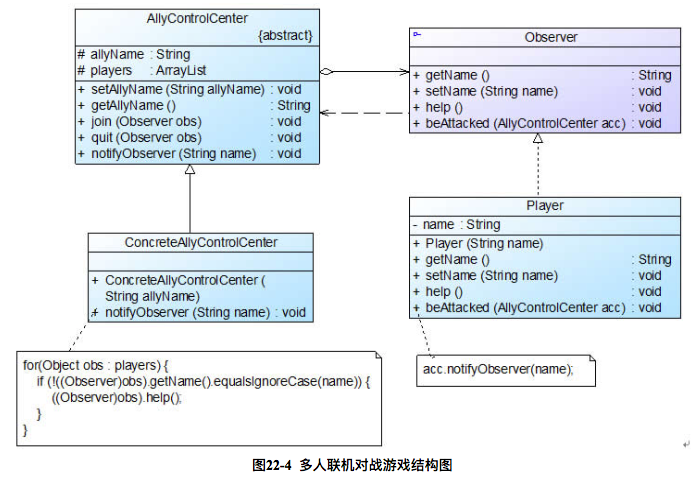 AllyControlCenter
{abstract}
# allyName : String
# players : ArrayList
+ setAllyName (String allyName) : void
+ getAllyName () : String
+ join (Observer obs) : void
+ quit (Observer obs) : void
+ notifyObserver (String name) : void
Observer
+ getName () : String
+ setName (String name) : void
+ help () : void
+ beAttacked (AllyControlCenter acc) : void
ConcreteAllyControlCenter
+ ConcreteAllyControlCenter (
String allyName)
+ notifyObserver (String name) : void
Player
- name : String
+ Player (String name)
+ getName () : String
+ setName (String name) : void
+ help () : void
+ beAttacked (AllyControlCenter acc) : void
for(Object obs : players) {
if (!((Observer)obs).getName().equalsIgnoreCase(name)) {
((Observer)obs).help();
}
}
acc.notifyObserver(name);
图22-4 多人联机对战游戏结构图